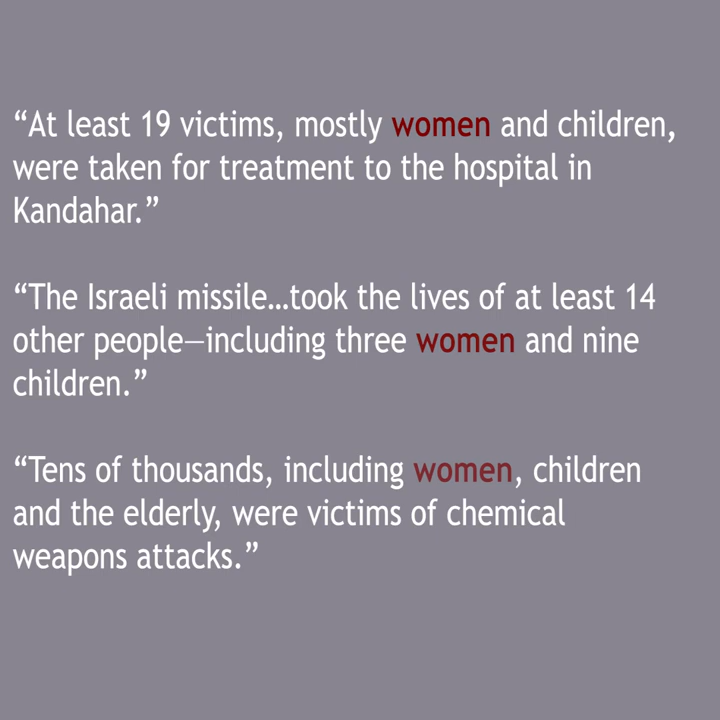 “At least 19 victims, mostly women and children,
were taken for treatment to the hospital in
Kandahar.”
“The Israeli missile…took the lives of at least 14
other people—including three women and nine
children.”
“Tens of thousands, including women, children
and the elderly, were victims of chemical
weapons attacks.”